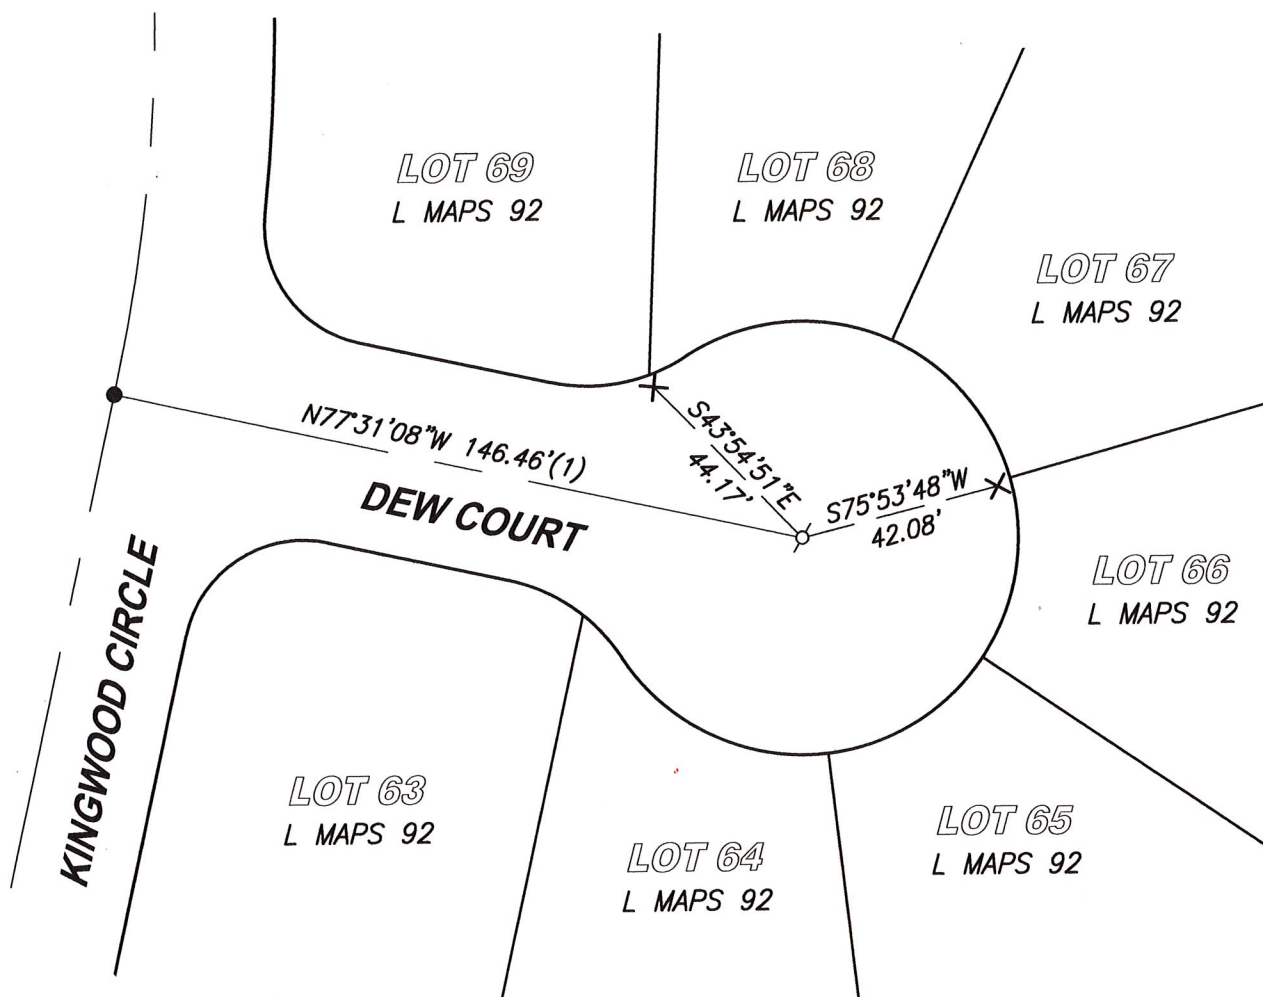 LOT 69
L MAPS 92
LOT 68
L MAPS 92
LOT 67
L MAPS 92
N77°31'08"W 146.46'(1)
S43°54'51"E
44.17'
S75°53'48"W
42.08'
DEW COURT
KINGWOOD CIRCLE
LOT 66
L MAPS 92
LOT 63
L MAPS 92
LOT 64
L MAPS 92
LOT 65
L MAPS 92